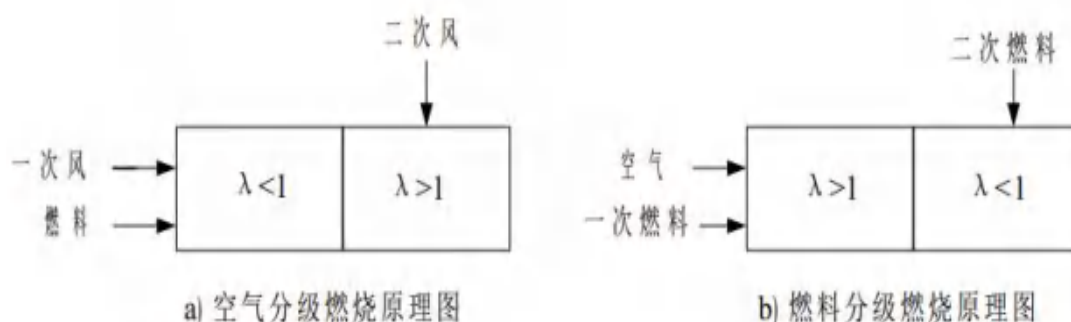 二次风
二次燃料
一次风
燃料
λ<1
λ>1
空气
一次燃料
λ>1
λ<1
a) 空气分级燃烧原理图
b) 燃料分级燃烧原理图